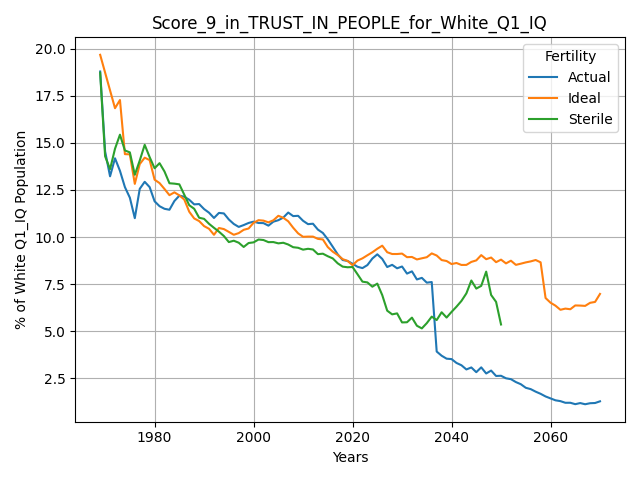 Score_9_in_TRUST_IN_PEOPLE_for_White_Q1_IQ
Fertility
Actual
Ideal
Sterile
% of White Q1_IQ Population
20.0
17.5
15.0
12.5
10.0
7.5
5.0
2.5
1980
2000
2020
2040
2060
Years